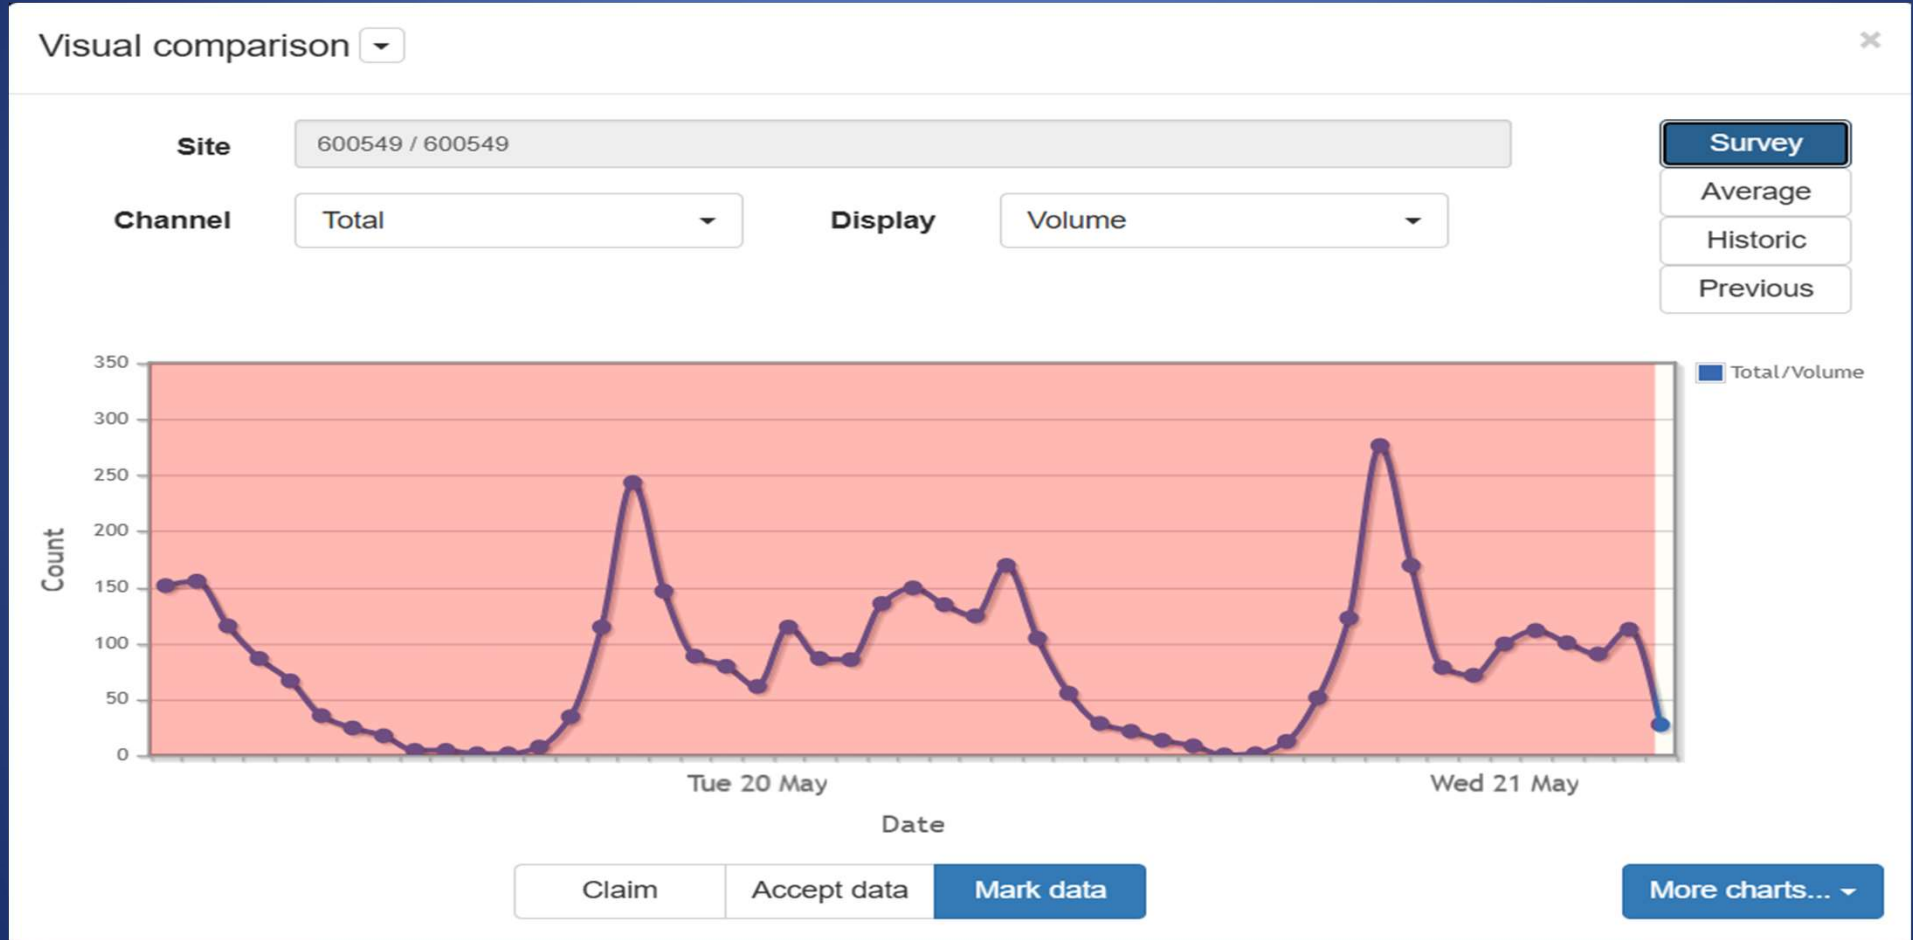 Visual comparison
×
Site
600549 / 600549
Survey
Average
Historic
Previous
Channel
Total
Display
Volume
350
300
250
200
150
100
50
0
Count
Total/Volume
Tue 20 May
Wed 21 May
Date
Claim
Accept data
Mark data
More charts...